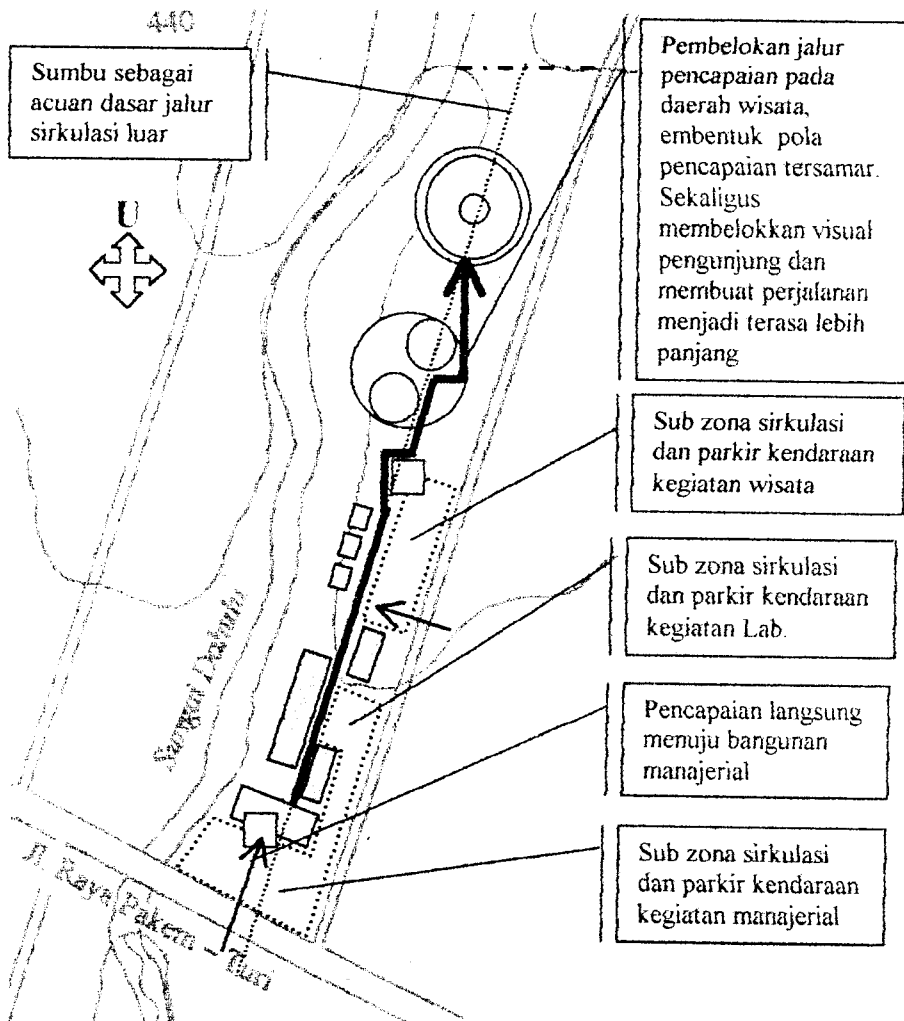 440
Sumbu sebagai
acuan dasar jalur
sirkulasi luar
U
Pembelokan jalur
pencapaian pada
daerah wisata,
embentuk pola
pencapaian tersamar.
Sekaligus
membelokkan visual
pengunjung dan
membuat perjalanan
menjadi terasa lebih
panjang
Sub zona sirkulasi
dan parkir kendaraan
kegiatan wisata
Sub zona sirkulasi
dan parkir kendaraan
kegiatan Lab.
Pencapaian langsung
menuju bangunan
manajerial
Sub zona sirkulasi
dan parkir kendaraan
kegiatan manajerial
Sungai
Jl. Raya Pakem - Turi